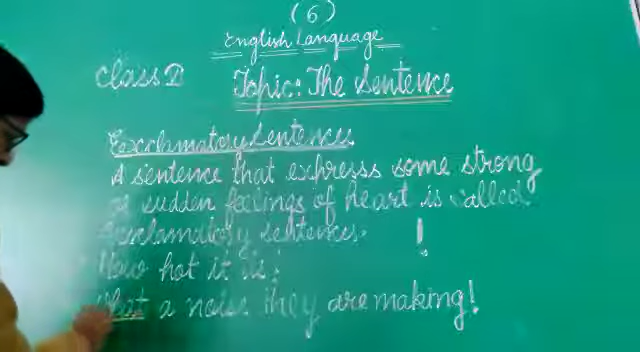 (6)
English Language
Class II
Topic: The Sentence
Exclamatory Sentences
A sentence that express some strong
or sudden feelings of heart is called
Exclamatory sentences. !
How hot it is!
What a noise they are making!